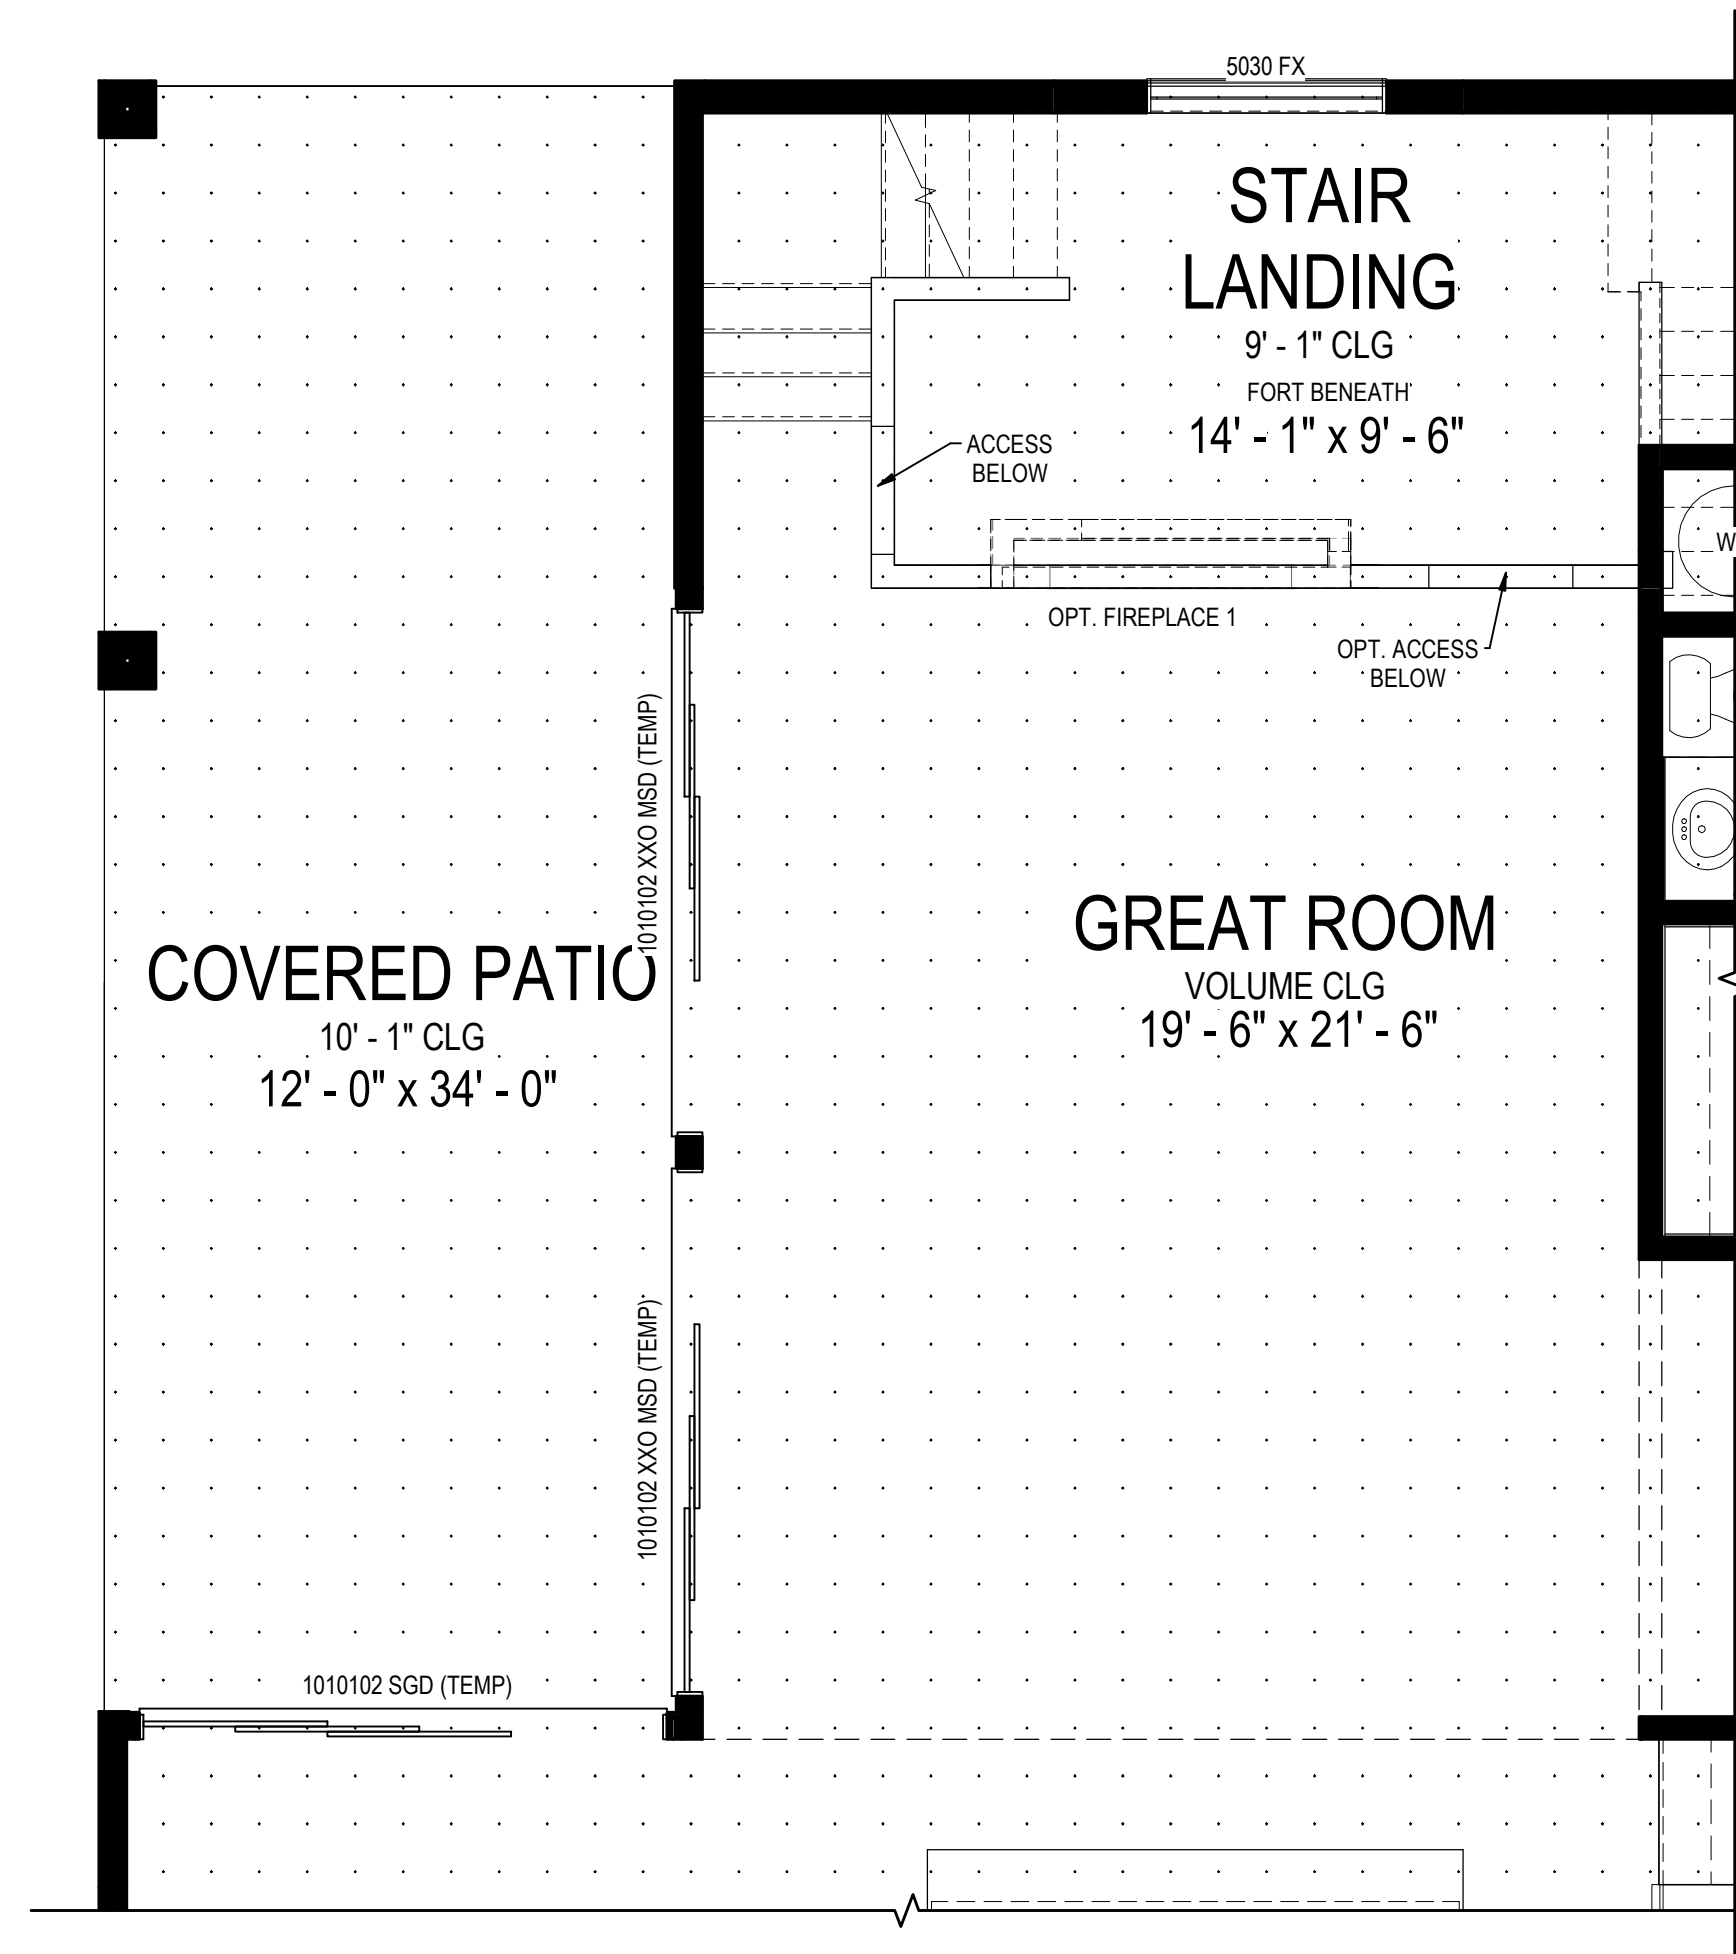 5030 FX
STAIR
LANDING
9' - 1" CLG
FORT BENEATH
14' - 1" x 9' - 6"
ACCESS
BELOW
W
OPT. FIREPLACE 1
OPT. ACCESS
BELOW
1010102 XXO MSD (TEMP)
GREAT ROOM
VOLUME CLG
19' - 6" x 21' - 6"
COVERED PATIO
10' - 1" CLG
12' - 0" x 34' - 0"
1010102 XXO MSD (TEMP)
1010102 SGD (TEMP)